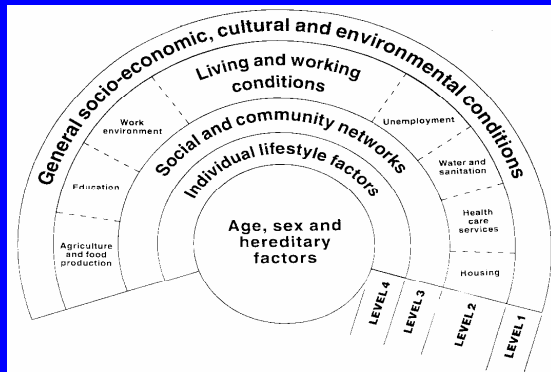 General socio-economic, cultural and environmental conditions
Living and working
conditions
Work
environment
Unemployment
Social and community networks
Water and
sanitation
Individual lifestyle factors
Education
Health
care
services
Age, sex and
hereditary
factors
Agriculture
and food
production
Housing
LEVEL 4
LEVEL 3
LEVEL 2
LEVEL 1